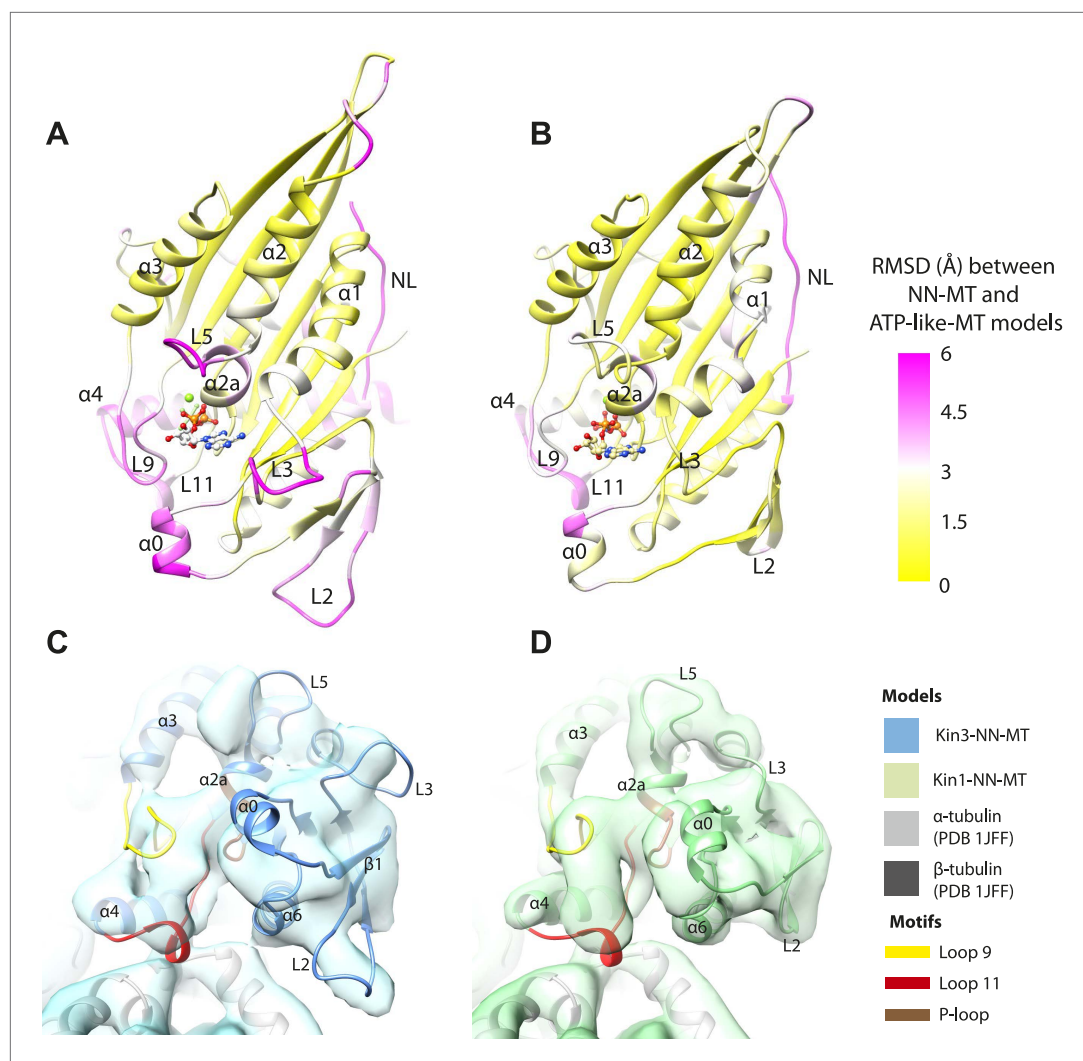 A
α3
α2
α1
NL
L5
α2a
α4
L9
L3
L11
α0
L2
B
α3
α2
α1
NL
L5
α2a
α4
L9
L3
L11
α0
L2
RMSD (Å) between
NN-MT and
ATP-like-MT models
6
4.5
3
1.5
0
C
L5
α3
α2a
L3
α0
β1
α4
α6
L2
D
L5
α3
L3
α2a
α0
α4
α6
L2
Models
Kin3-NN-MT
Kin1-NN-MT
α-tubulin
(PDB 1JFF)
β-tubulin
(PDB 1JFF)
Motifs
Loop 9
Loop 11
P-loop